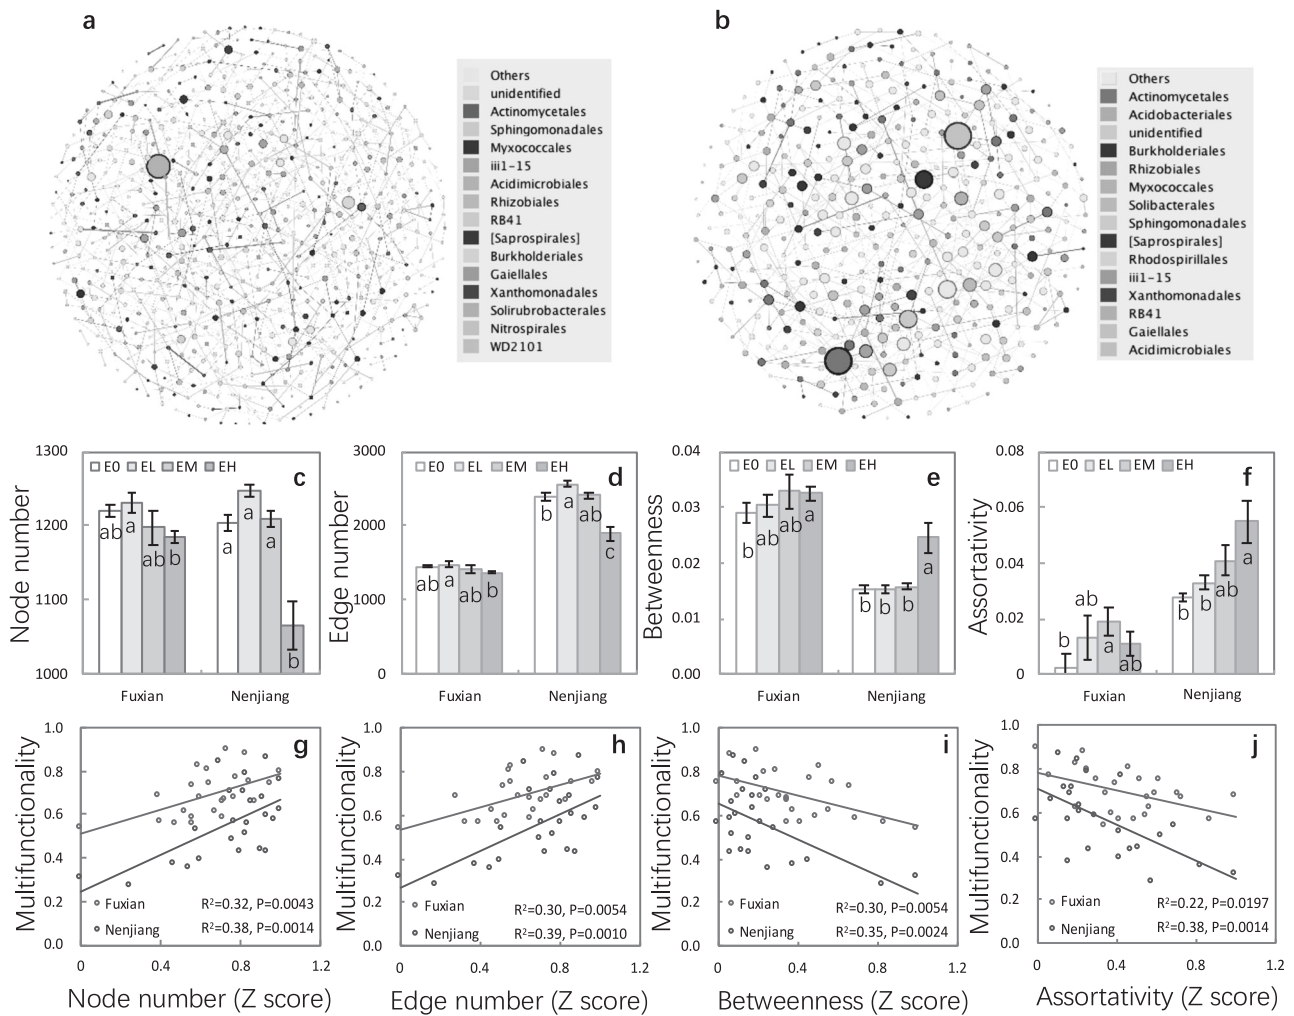 a
Others
unidentified
Actinomycetales
Sphingomonadales
Myxococcales
iii1-15
Acidimicrobiales
Rhizobiales
RB41
[Saprospirales]
Burkholderiales
Gaiellales
Xanthomonadales
Solirubrobacterales
Nitrospirales
WD2101
b
Others
Actinomycetales
Acidobacteriales
unidentified
Burkholderiales
Rhizobiales
Myxococcales
Solibacterales
Sphingomonadales
[Saprospirales]
Rhodospirillales
iii1-15
Xanthomonadales
RB41
Gaiellales
Acidimicrobiales
c
E0 EL EM EH
Node number
1300
1200
1100
1000
ab a ab b
a a a b
Fuxian Nenjiang
d
E0 EL EM EH
Edge number
3000
2000
1000
0
ab a ab b
b a ab c
Fuxian Nenjiang
e
E0 EL EM EH
Betweenness
0.04
0.03
0.02
0.01
0.00
b ab ab a
b b b a
Fuxian Nenjiang
f
E0 EL EM EH
Assortativity
0.08
0.06
0.04
0.02
0
b ab a ab
b b ab a
Fuxian Nenjiang
g
Multifunctionality
1.0
0.8
0.6
0.4
0.2
0.0
Fuxian R²=0.32, P=0.0043
Nenjiang R²=0.38, P=0.0014
0 0.4 0.8 1.2
Node number (Z score)
h
Multifunctionality
1.0
0.8
0.6
0.4
0.2
0.0
Fuxian R²=0.30, P=0.0054
Nenjiang R²=0.39, P=0.0010
0 0.4 0.8 1.2
Edge number (Z score)
i
Multifunctionality
1.0
0.8
0.6
0.4
0.2
0.0
Fuxian R²=0.30, P=0.0054
Nenjiang R²=0.35, P=0.0024
0 0.4 0.8 1.2
Betweenness (Z score)
j
Multifunctionality
1.0
0.8
0.6
0.4
0.2
0.0
Fuxian R²=0.22, P=0.0197
Nenjiang R²=0.38, P=0.0014
0 0.4 0.8 1.2
Assortativity (Z score)